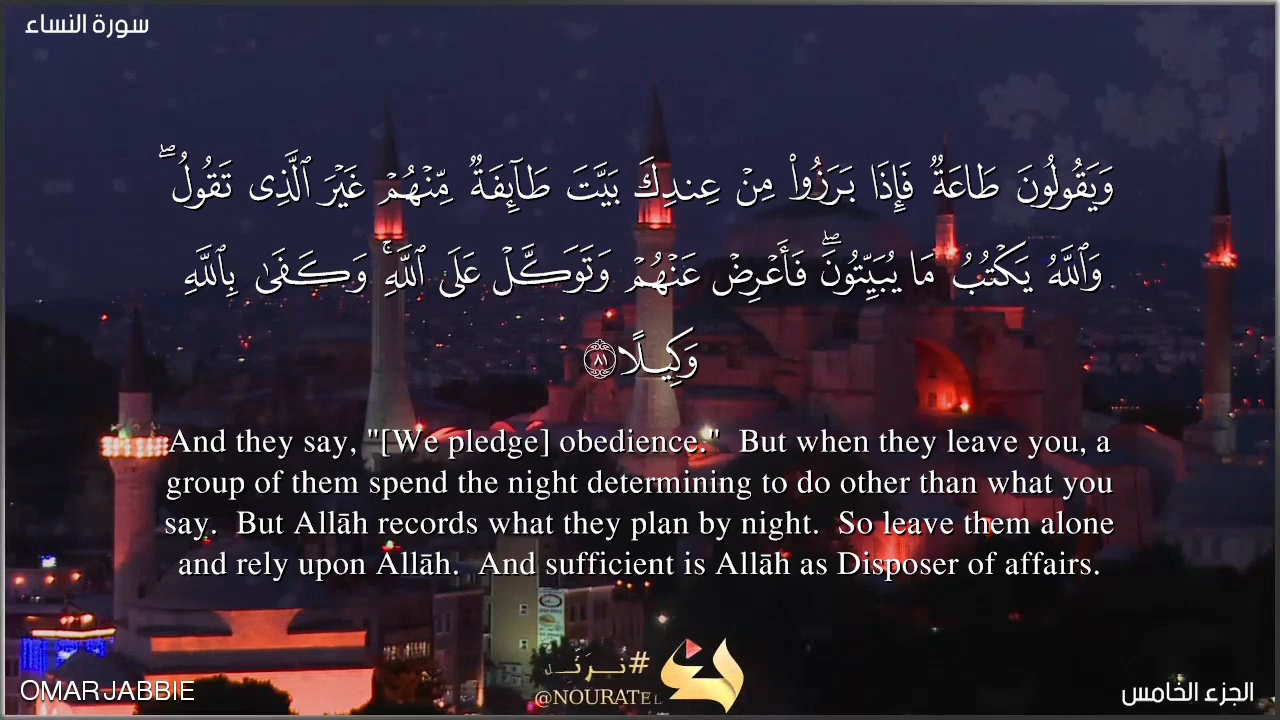 سورة النساء
وَيَقُولُونَ طَاعَةٌ فَإِذَا بَرَزُوا۟ مِنْ عِندِكَ بَيَّتَ طَآئِفَةٌ مِّنْهُمْ غَيْرَ ٱلَّذِى تَقُولُ ۖ
وَٱللَّهُ يَكْتُبُ مَا يُبَيِّتُونَ ۖ فَأَعْرِضْ عَنْهُمْ وَتَوَكَّلْ عَلَى ٱللَّهِ ۚ وَكَفَىٰ بِٱللَّهِ
وَكِيلًا ٨١
And they say, "[We pledge] obedience."  But when they leave you, a
group of them spend the night determining to do other than what you
say.  But Allāh records what they plan by night.  So leave them alone
and rely upon Allāh.  And sufficient is Allāh as Disposer of affairs.
#نرتل
@NOURATEL
OMAR JABBIE
الجزء الخامس